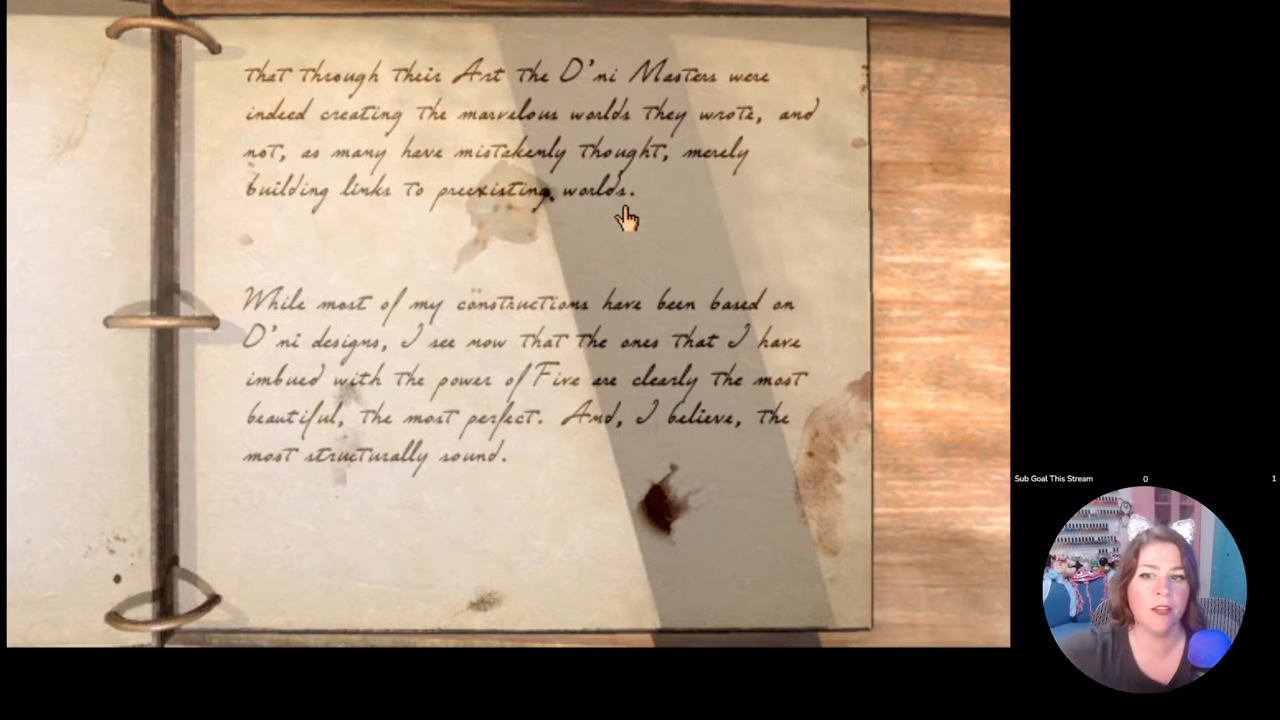 that through their Art the D'ni Masters were
indeed creating the marvelous worlds they wrote, and
not, as many have mistakenly thought, merely
building links to preexisting worlds.
While most of my constructions have been based on
D'ni designs, I see now that the ones that I have
imbued with the power of Five are clearly the most
beautiful, the most perfect. And, I believe, the
most structurally sound.
Sub Goal This Stream 0 1